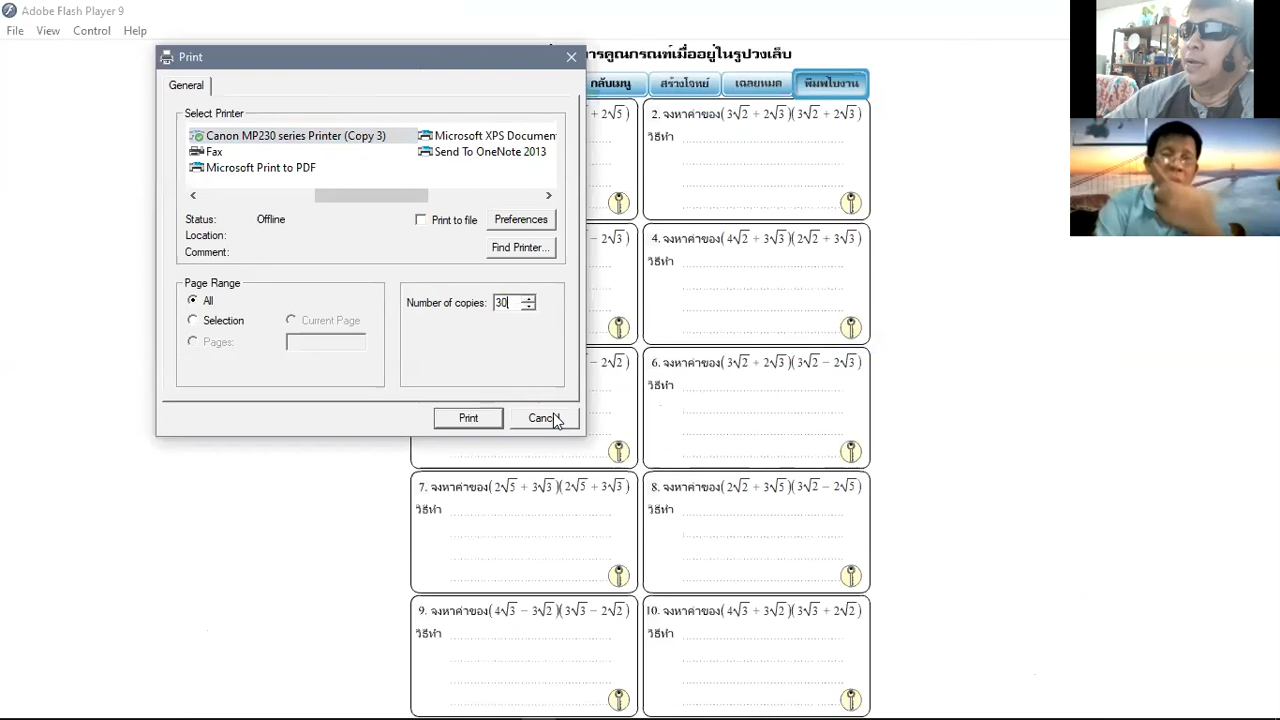 Adobe Flash Player 9
File View Control Help
การคูณกรณฑ์เมื่ออยู่ในรูปวงเล็บ
กลับเมนู สร้างโจทย์ เฉลยหมด พิมพ์ใบงาน
Print
General
Select Printer
Canon MP230 series Printer (Copy 3)
Fax
Microsoft Print to PDF
Microsoft XPS Documen
Send To OneNote 2013
Status: Offline
Location:
Comment:
Print to file
Preferences
Find Printer...
Page Range
All
Selection
Current Page
Pages:
Number of copies: 30
Print
+ 2√5)
2. จงหาค่าของ(3√2 + 2√3)(3√2 + 2√3)
วิธีทำ
− 2√3)
4. จงหาค่าของ(4√2 + 3√3)(2√2 + 3√3)
วิธีทำ
− 2√2)
6. จงหาค่าของ(3√2 + 2√3)(3√2 − 2√3)
วิธีทำ
7. จงหาค่าของ(2√5 + 3√3)(2√5 + 3√3)
วิธีทำ
8. จงหาค่าของ(2√2 + 3√5)(3√2 − 2√5)
วิธีทำ
9. จงหาค่าของ(4√3 − 3√2)(3√3 − 2√2)
วิธีทำ
10. จงหาค่าของ(4√3 + 3√2)(3√3 + 2√2)
วิธีทำ